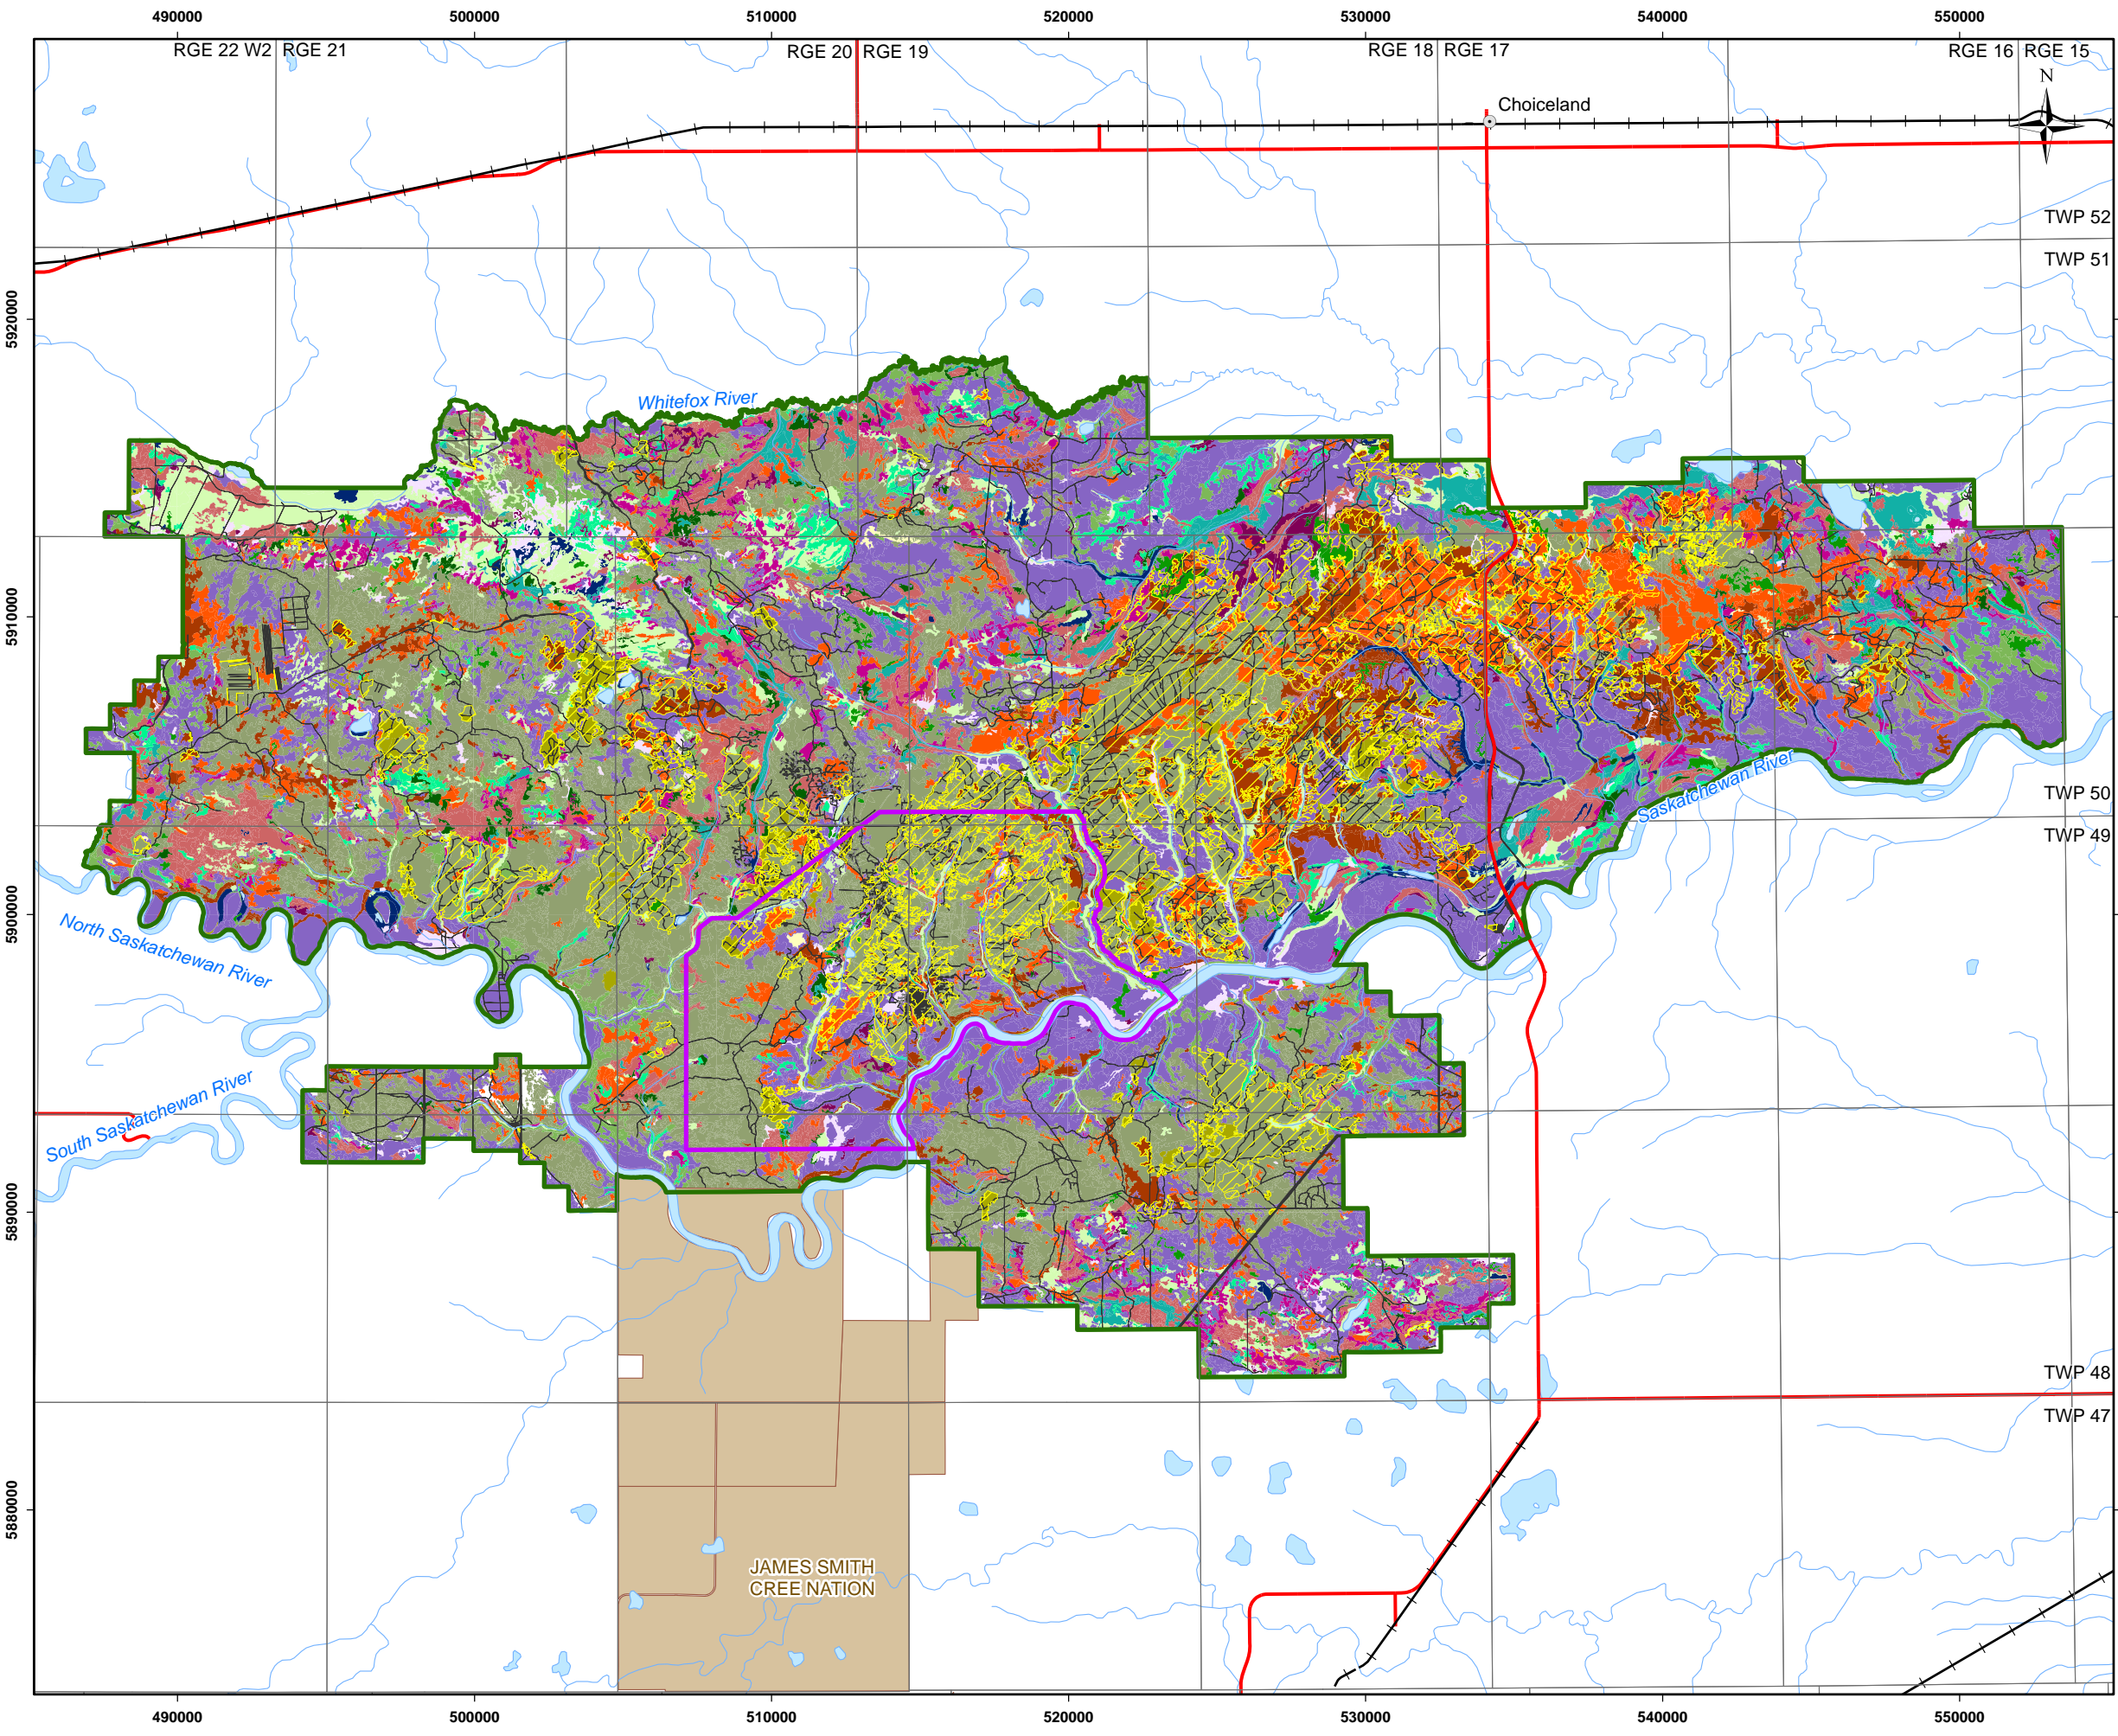 490000 500000 510000 520000 530000 540000 550000
RGE 22 W2 RGE 21 RGE 20 RGE 19 RGE 18 RGE 17 RGE 16 RGE 15
N
Choiceland
TWP 52
TWP 51
5920000
Whitefox River
5910000
Saskatchewan River
TWP 50
TWP 49
5900000
North Saskatchewan River
South Saskatchewan River
5890000
TWP 48
TWP 47
5880000
JAMES SMITH
CREE NATION
490000 500000 510000 520000 530000 540000 550000